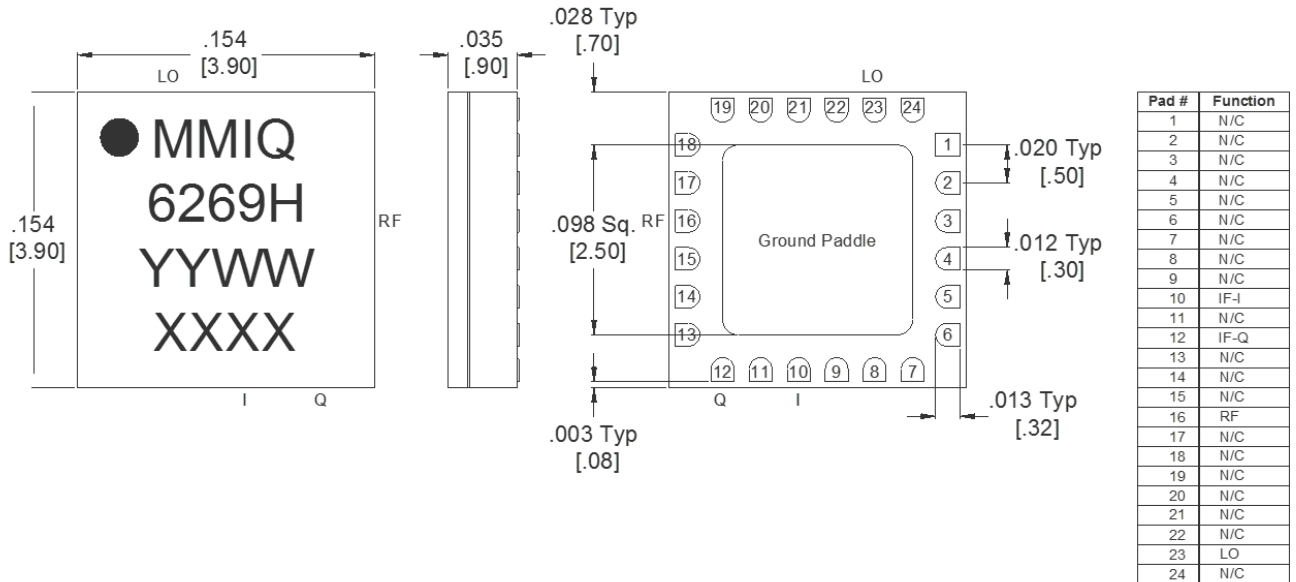 .154
[3.90]
LO
MMIQ
6269H
YYWW
XXXX
.154
[3.90]
RF
I Q
.035
[.90]
.028 Typ
[.70]
LO
19 20 21 22 23 24
18
17
16
15
14
13
1
2
3
4
5
6
12 11 10 9 8 7
Q I
RF
.098 Sq.
[2.50]
Ground Paddle
.020 Typ
[.50]
.012 Typ
[.30]
.013 Typ
[.32]
.003 Typ
[.08]
Pad # Function
1 N/C
2 N/C
3 N/C
4 N/C
5 N/C
6 N/C
7 N/C
8 N/C
9 N/C
10 IF-I
11 N/C
12 IF-Q
13 N/C
14 N/C
15 N/C
16 RF
17 N/C
18 N/C
19 N/C
20 N/C
21 N/C
22 N/C
23 LO
24 N/C